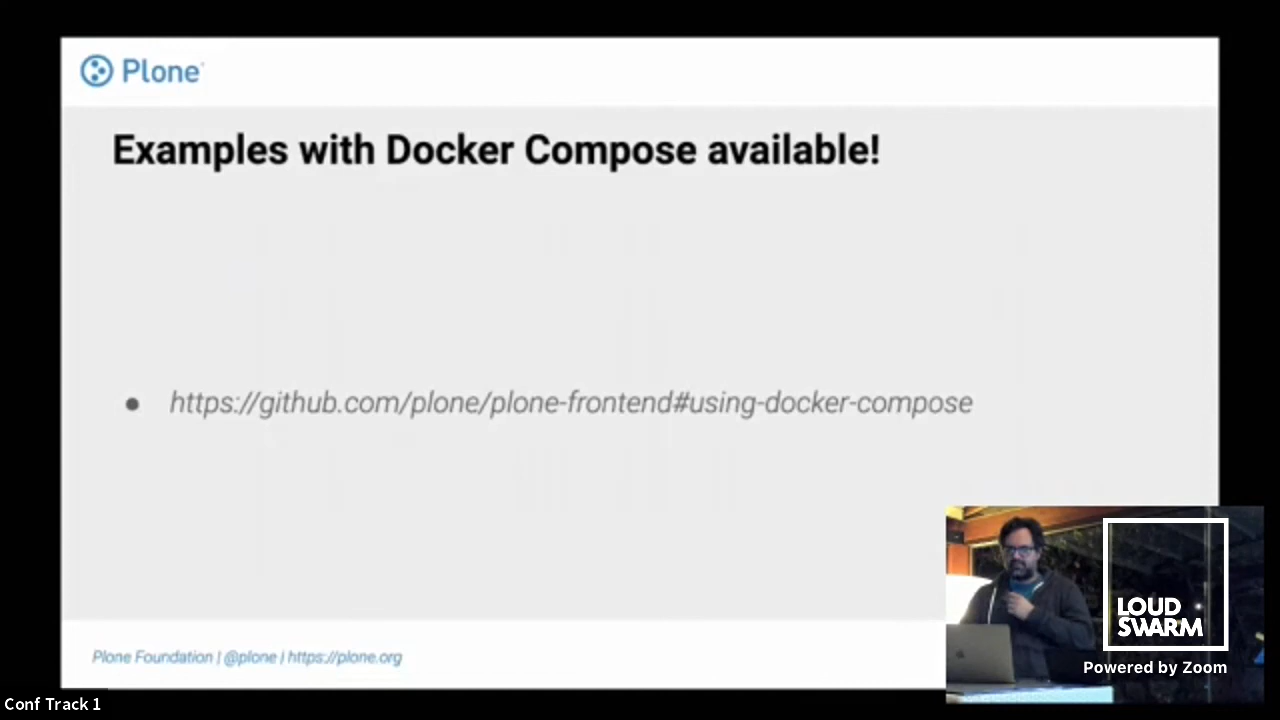 Plone
Examples with Docker Compose available!
https://github.com/plone/plone-frontend#using-docker-compose
Plone Foundation | @plone | https://plone.org
LOUD
SWARM
Powered by Zoom
Conf Track 1